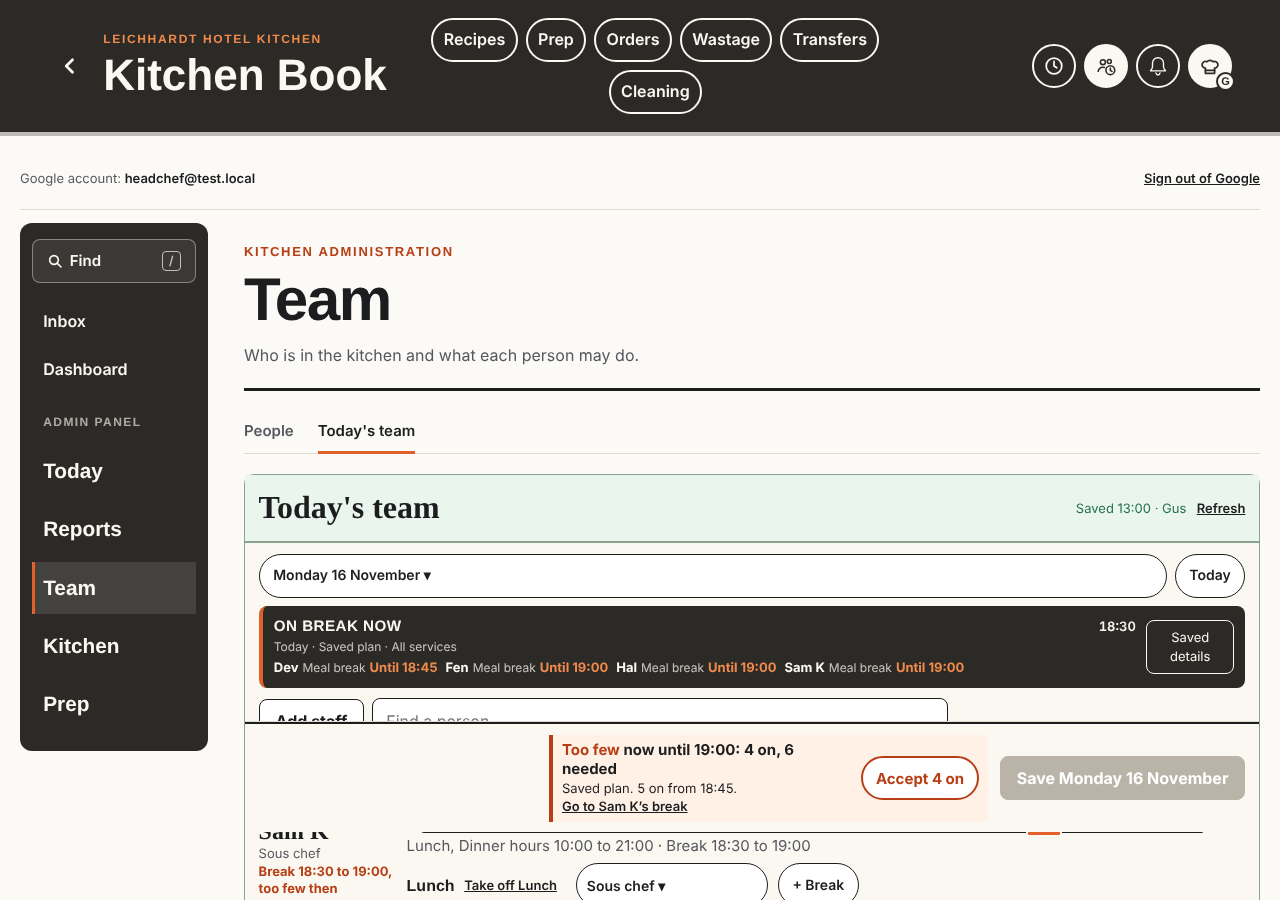 LEICHHARDT HOTEL KITCHEN
Kitchen Book
Recipes
Prep
Orders
Wastage
Transfers
Cleaning
G
Google account: headchef@test.local
Sign out of Google
Find
/
Inbox
Dashboard
ADMIN PANEL
Today
Reports
Team
Kitchen
Prep
KITCHEN ADMINISTRATION
Team
Who is in the kitchen and what each person may do.
People
Today's team
Today's team
Saved 13:00 · Gus
Refresh
Monday 16 November ▾
Today
ON BREAK NOW
18:30
Saved
details
Today · Saved plan · All services
Dev Meal break Until 18:45 Fen Meal break Until 19:00 Hal Meal break Until 19:00 Sam K Meal break Until 19:00
Add staff
Find a person
Too few now until 19:00: 4 on, 6
needed
Saved plan. 5 on from 18:45.
Go to Sam K's break
Accept 4 on
Save Monday 16 November
Sam K
Sous chef
Break 18:30 to 19:00,
too few then
Lunch, Dinner hours 10:00 to 21:00 · Break 18:30 to 19:00
Lunch
Take off Lunch
Sous chef ▾
+ Break